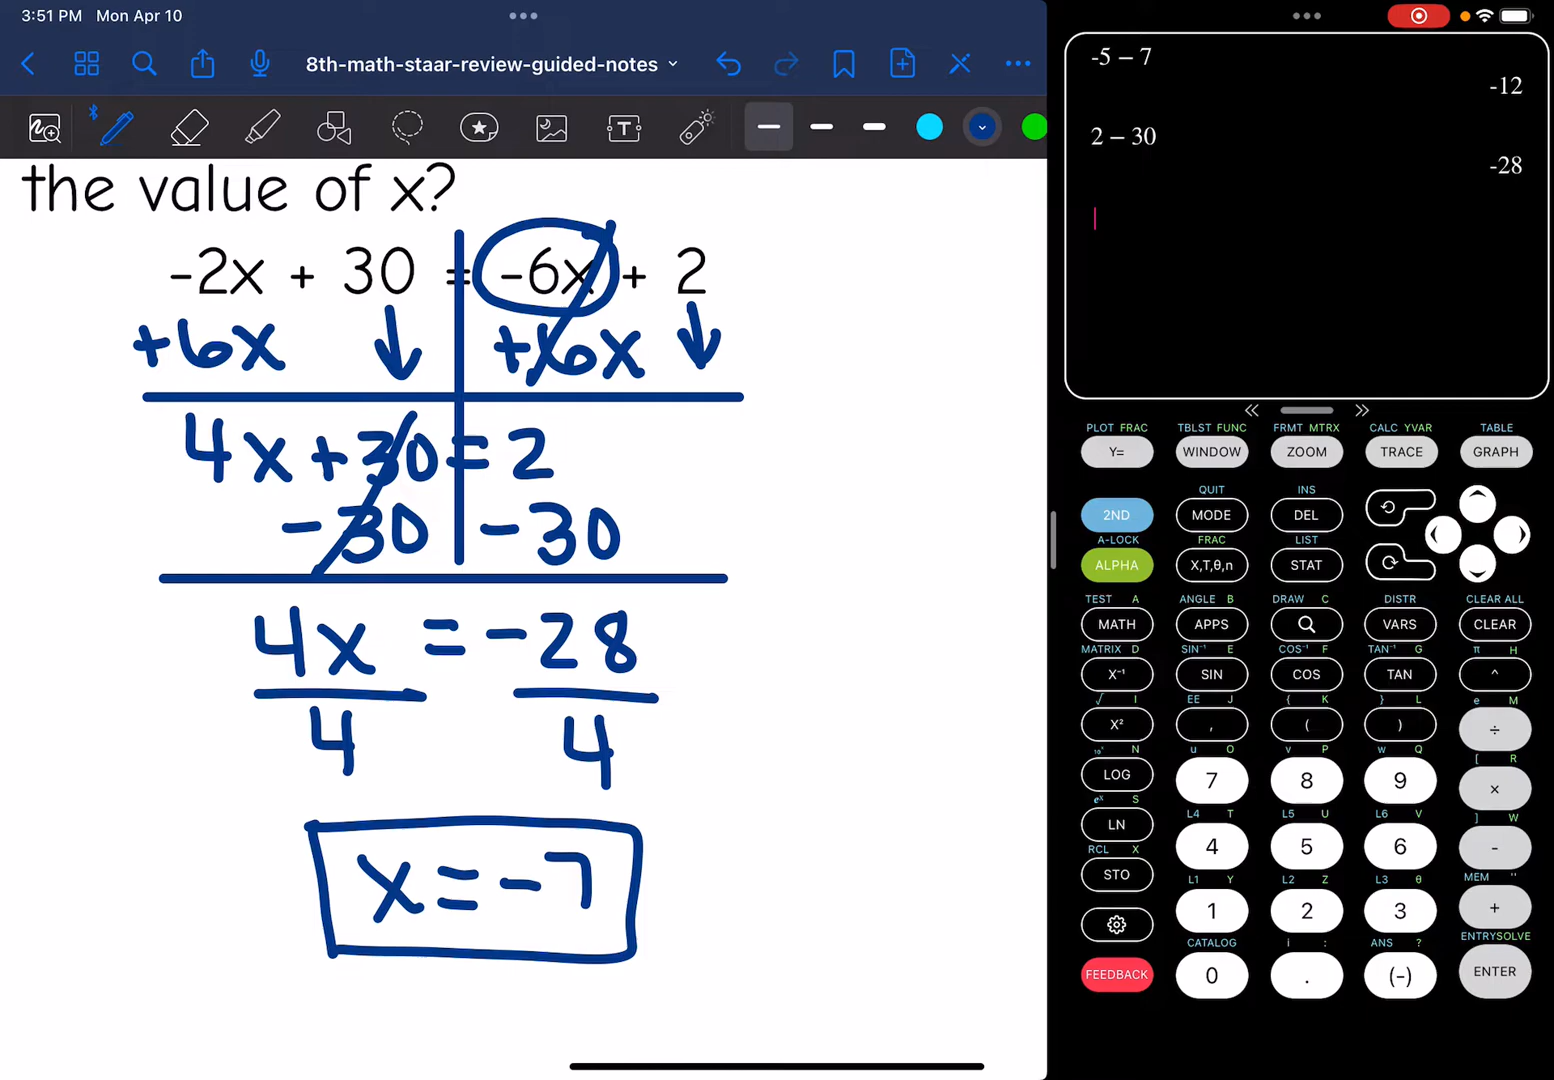 3:51 PM Mon Apr 10
8th-math-staar-review-guided-notes
T
the value of x?
-2x + 30 = -6x + 2
+6x +6x
4x + 30 = 2
- 30 - 30
4x = -28
4 4
x = -7
-5 – 7
-12
2 – 30
-28
PLOT FRAC TBLST FUNC FRMT MTRX CALC YVAR TABLE
Y= WINDOW ZOOM TRACE GRAPH
QUIT INS
2ND MODE DEL
A-LOCK FRAC LIST
ALPHA X,T,θ,n STAT
TEST A ANGLE B DRAW C DISTR CLEAR ALL
MATH APPS VARS CLEAR
MATRIX D SIN⁻¹ E COS⁻¹ F TAN⁻¹ G π H
X⁻¹ SIN COS TAN ^
√ I EE J { K } L e M
X² , ( ) ÷
10ˣ N u O v P w Q [ R
LOG 7 8 9 ×
eˣ S L4 T L5 U L6 V ] W
LN 4 5 6 -
RCL X L1 Y L2 Z L3 θ MEM "
STO 1 2 3 +
CATALOG i : ANS ? ENTRY SOLVE
FEEDBACK 0 . (-) ENTER